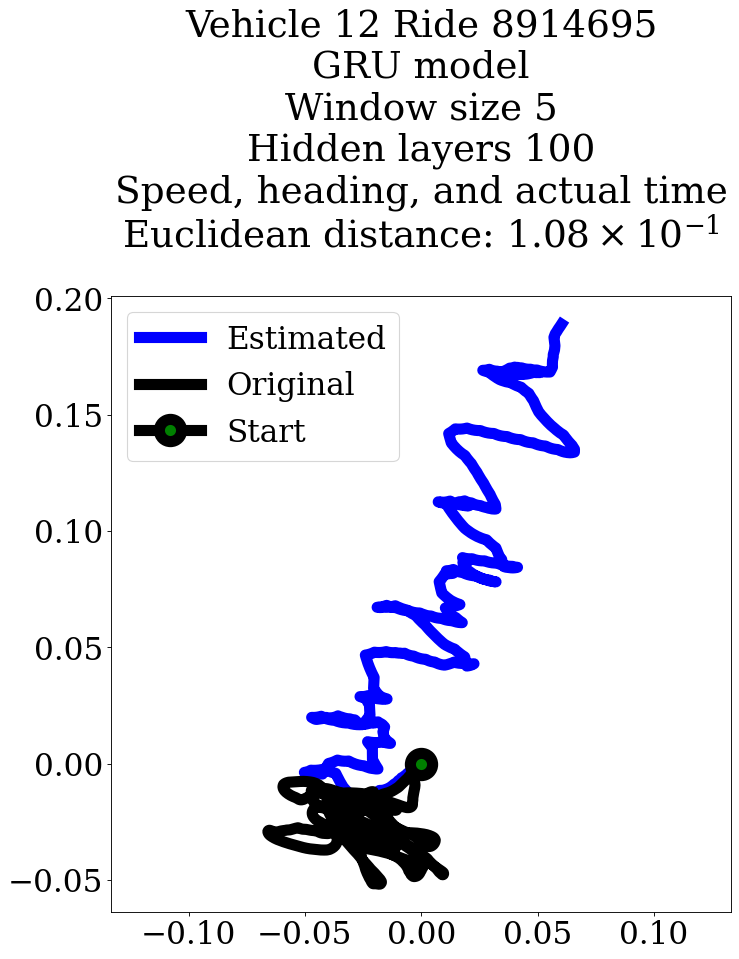 Vehicle 12 Ride 8914695
GRU model
Window size 5
Hidden layers 100
Speed, heading, and actual time
Euclidean distance: 1.08 × 10⁻¹
Estimated
Original
Start
0.20
0.15
0.10
0.05
0.00
−0.05
−0.10
−0.05
0.00
0.05
0.10